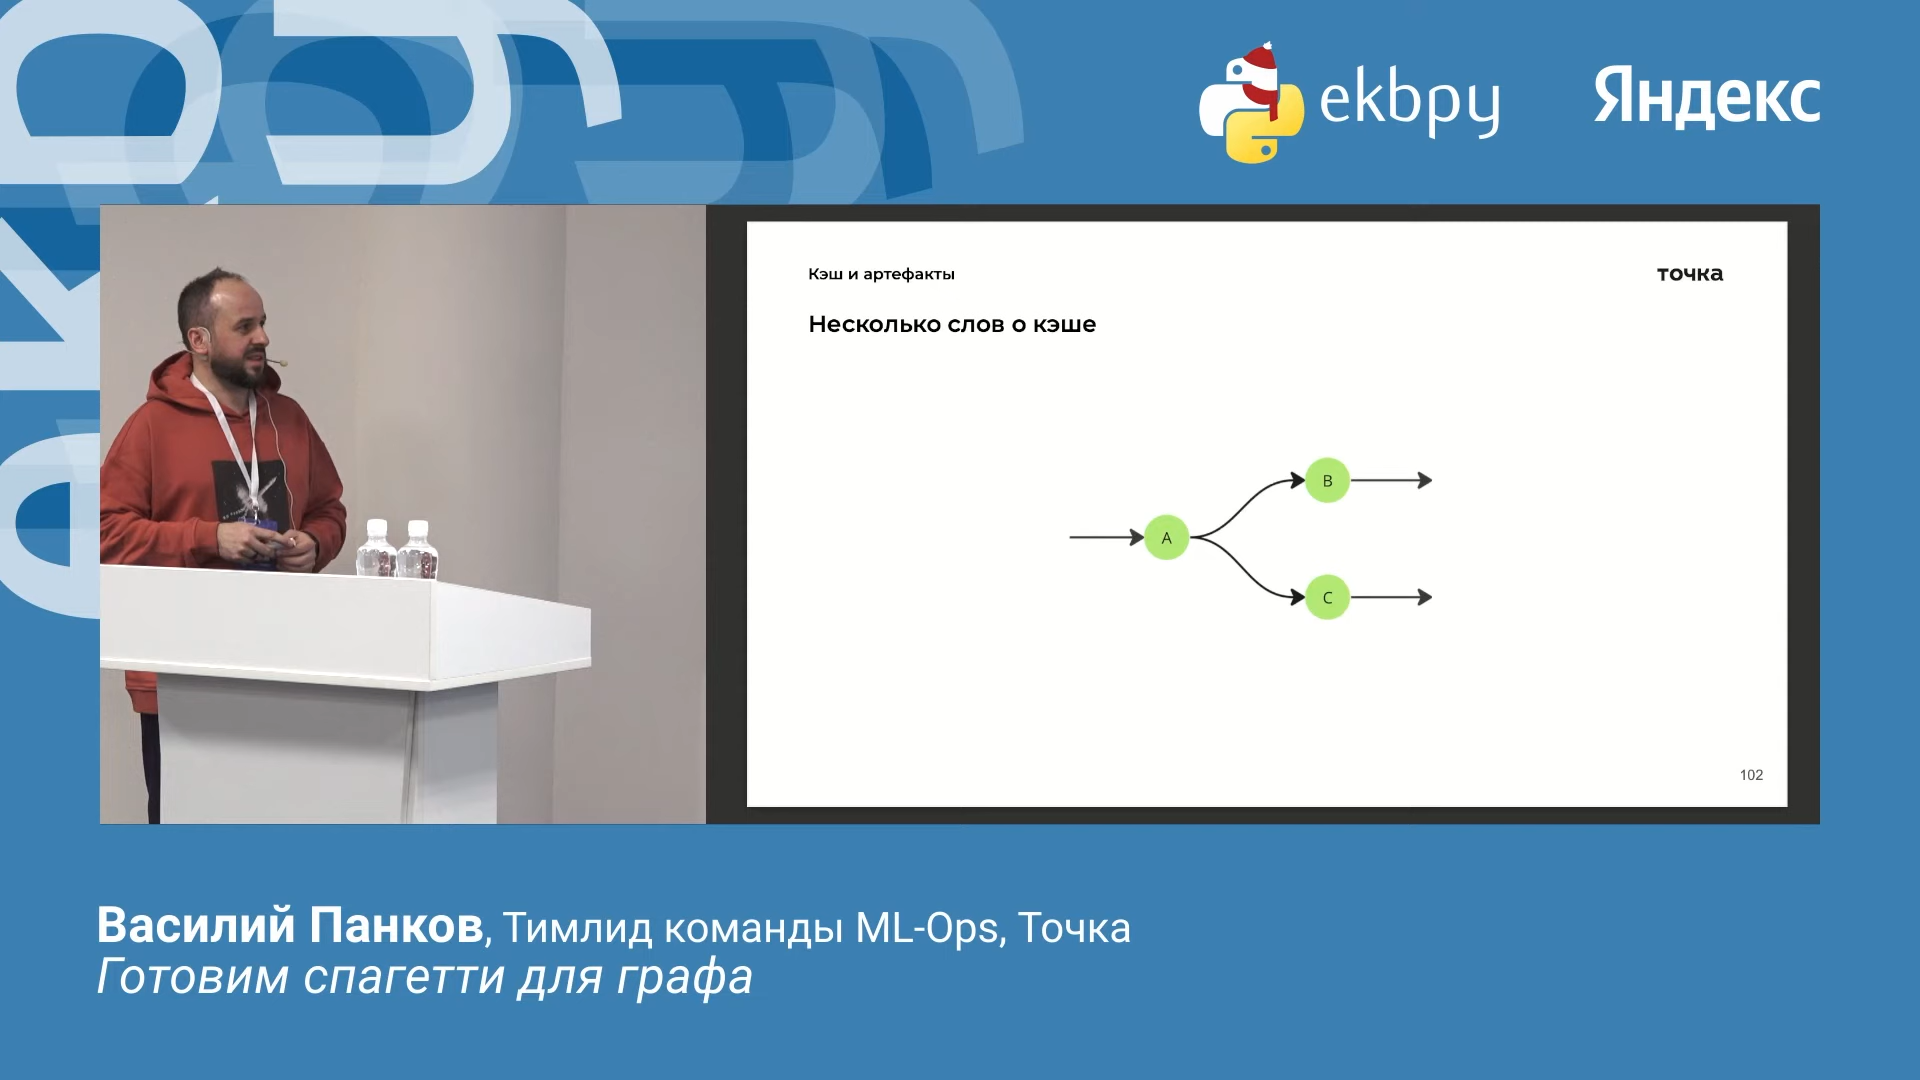 ekbpy
Яндекс
Кэш и артефакты
точка
Несколько слов о кэше
B
A
C
102
Василий Панков, Тимлид команды ML-Ops, Точка
Готовим спагетти для графа